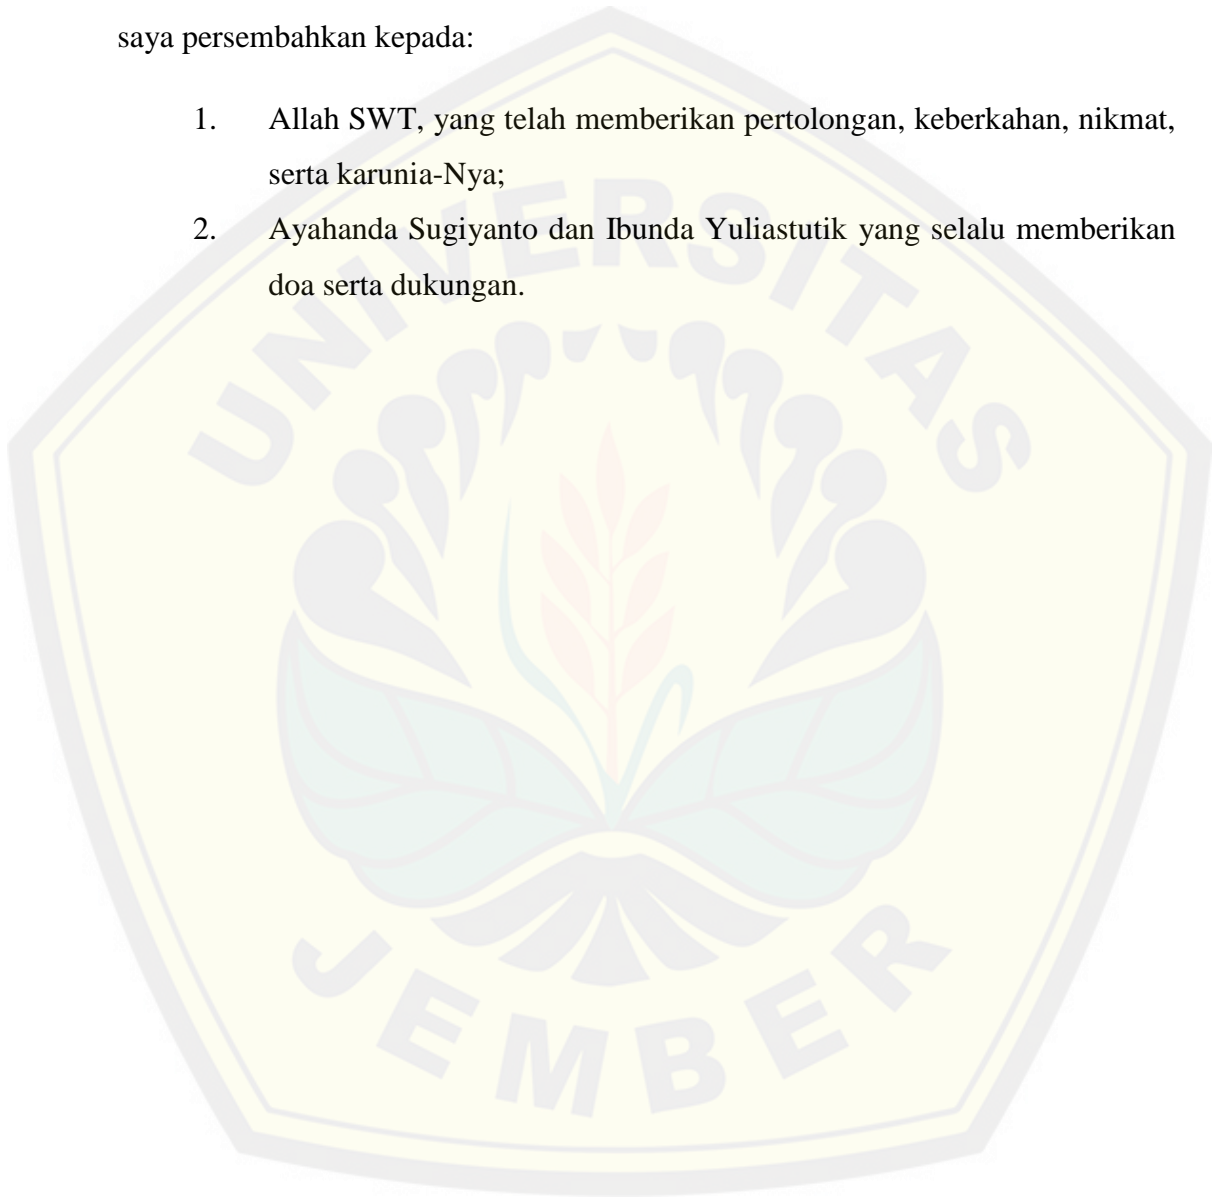 saya persembahkan kepada:
1. Allah SWT, yang telah memberikan pertolongan, keberkahan, nikmat,
serta karunia-Nya;
2. Ayahanda Sugiyanto dan Ibunda Yuliastutik yang selalu memberikan
doa serta dukungan.
UNIVERSITAS
JEMBER